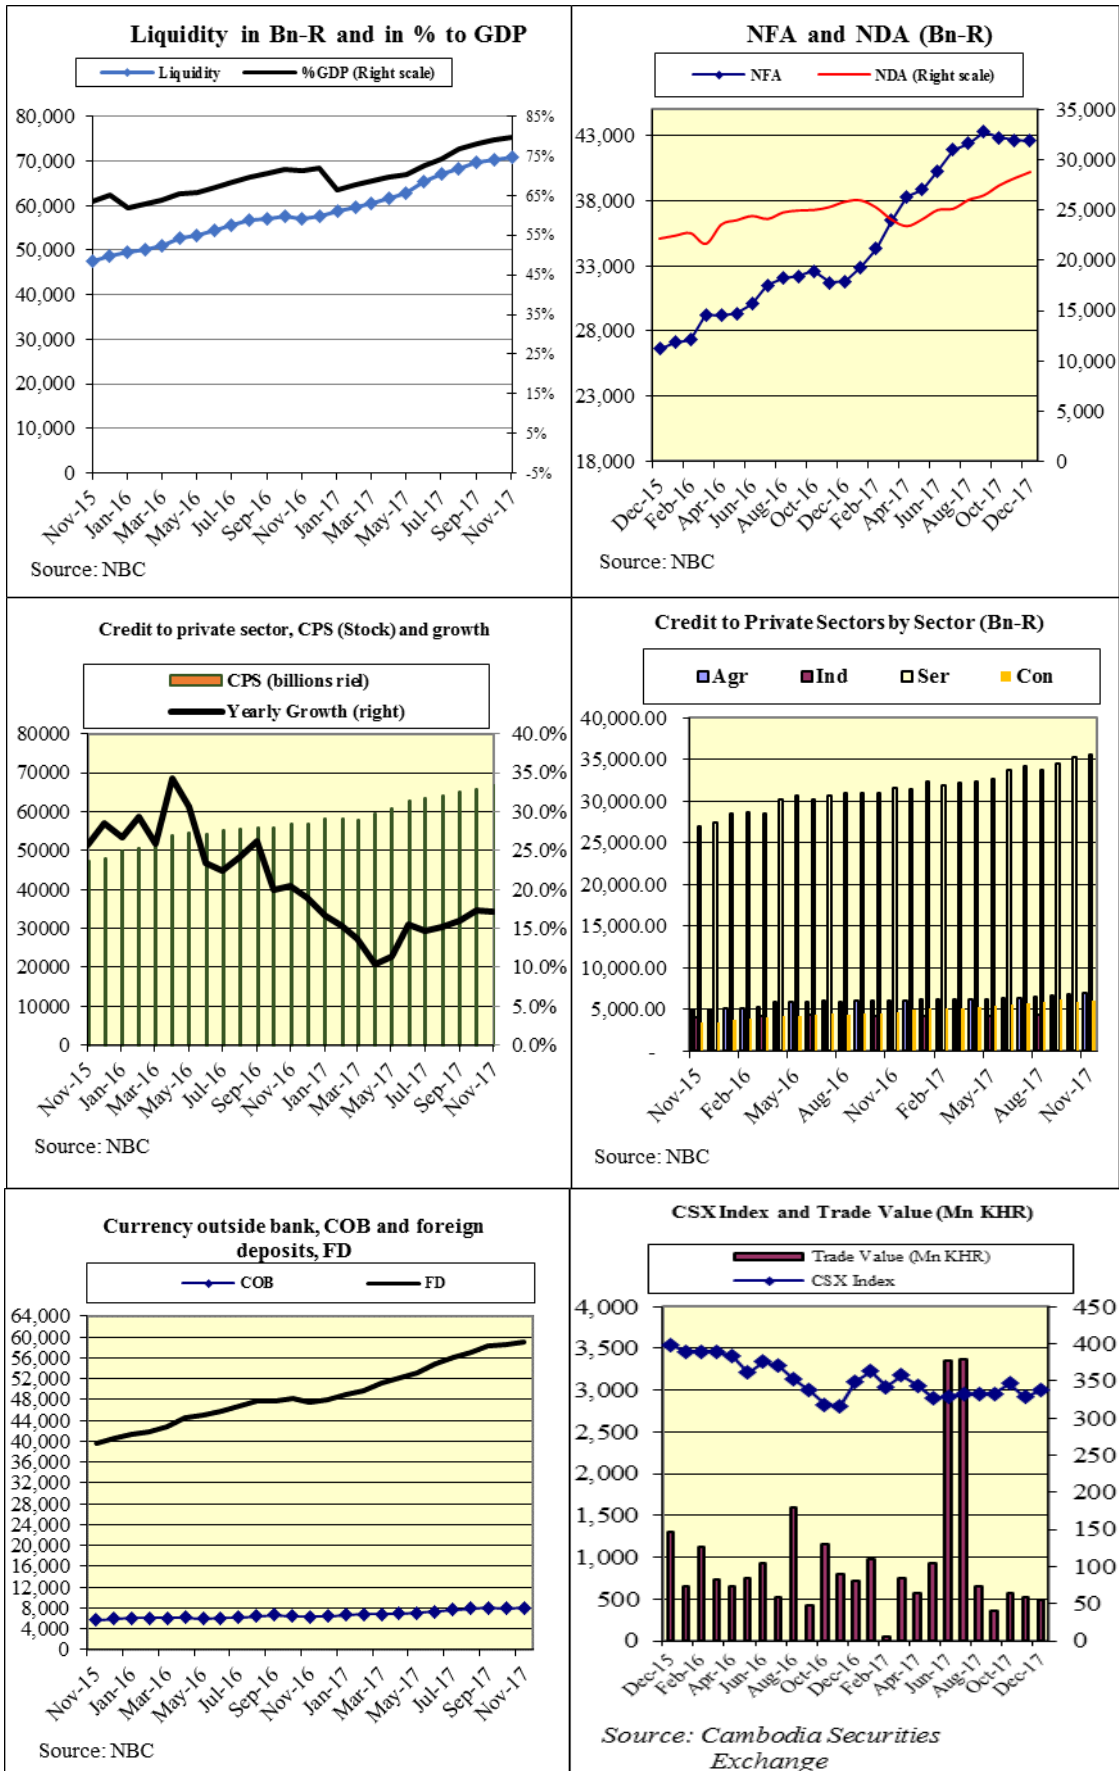 Liquidity in Bn-R and in % to GDP
Liquidity %GDP (Right scale)
80,000 85%
70,000 75%
60,000 65%
50,000 55%
40,000 45%
30,000 35%
20,000 25%
10,000 15%
0 5%
-5%
Nov-15 Jan-16 Mar-16 May-16 Jul-16 Sep-16 Nov-16 Jan-17 Mar-17 May-17 Jul-17 Sep-17 Nov-17
Source: NBC
NFA and NDA (Bn-R)
NFA NDA (Right scale)
43,000 35,000
38,000 30,000
33,000 25,000
28,000 20,000
23,000 15,000
18,000 10,000
5,000
0
Dec-15 Feb-16 Apr-16 Jun-16 Aug-16 Oct-16 Dec-16 Feb-17 Apr-17 Jun-17 Aug-17 Oct-17 Dec-17
Source: NBC
Credit to private sector, CPS (Stock) and growth
CPS (billions riel)
Yearly Growth (right)
80000 40.0%
70000 35.0%
60000 30.0%
50000 25.0%
40000 20.0%
30000 15.0%
20000 10.0%
10000 5.0%
0 0.0%
Nov-15 Jan-16 Mar-16 May-16 Jul-16 Sep-16 Nov-16 Jan-17 Mar-17 May-17 Jul-17 Sep-17 Nov-17
Source: NBC
Credit to Private Sectors by Sector (Bn-R)
Agr Ind Ser Con
40,000.00
35,000.00
30,000.00
25,000.00
20,000.00
15,000.00
10,000.00
5,000.00
-
Nov-15 Feb-16 May-16 Aug-16 Nov-16 Feb-17 May-17 Aug-17 Nov-17
Source: NBC
Currency outside bank, COB and foreign
deposits, FD
COB FD
64,000
60,000
56,000
52,000
48,000
44,000
40,000
36,000
32,000
28,000
24,000
20,000
16,000
12,000
8,000
4,000
0
Nov-15 Jan-16 Mar-16 May-16 Jul-16 Sep-16 Nov-16 Jan-17 Mar-17 May-17 Jul-17 Sep-17 Nov-17
Source: NBC
CSX Index and Trade Value (Mn KHR)
Trade Value (Mn KHR)
CSX Index
4,000 450
3,500 400
3,000 350
2,500 300
2,000 250
1,500 200
1,000 150
500 100
0 50
0
Dec-15 Feb-16 Apr-16 Jun-16 Aug-16 Oct-16 Dec-16 Feb-17 Apr-17 Jun-17 Aug-17 Oct-17 Dec-17
Source: Cambodia Securities
Exchange